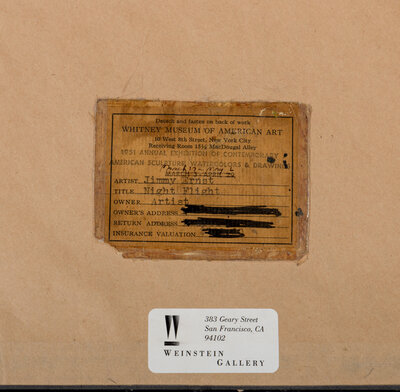 Detach and fasten on back of work
WHITNEY MUSEUM OF AMERICAN ART
10 West 8th Street, New York City
Receiving Room 18½ MacDougal Alley
1951 ANNUAL EXHIBITION OF CONTEMPORARY
AMERICAN SCULPTURE, WATERCOLORS & DRAWINGS
ARTIST Jimmy Ernst
TITLE Night Flight
OWNER Artist
OWNER'S ADDRESS
RETURN ADDRESS
INSURANCE VALUATION
383 Geary Street
San Francisco, CA
94102
WEINSTEIN
GALLERY